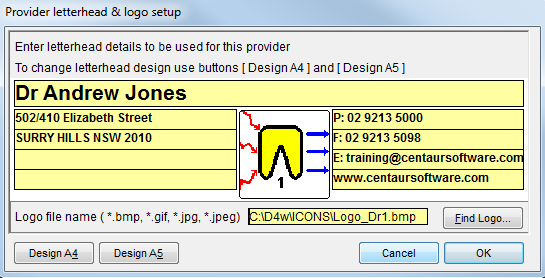 Provider letterhead & logo setup
Enter letterhead details to be used for this provider
To change letterhead design use buttons [ Design A4 ] and [ Design A5 ]
Dr Andrew Jones
502/410 Elizabeth Street
SURRY HILLS NSW 2010
1
P: 02 9213 5000
F: 02 9213 5098
E: training@centaursoftware.com
www.centaursoftware.com
Logo file name ( *.bmp, *.gif, *.jpg, *.jpeg) C:\D4w\ICONS\Logo_Dr1.bmp Find Logo...
Design A4 Design A5 Cancel OK